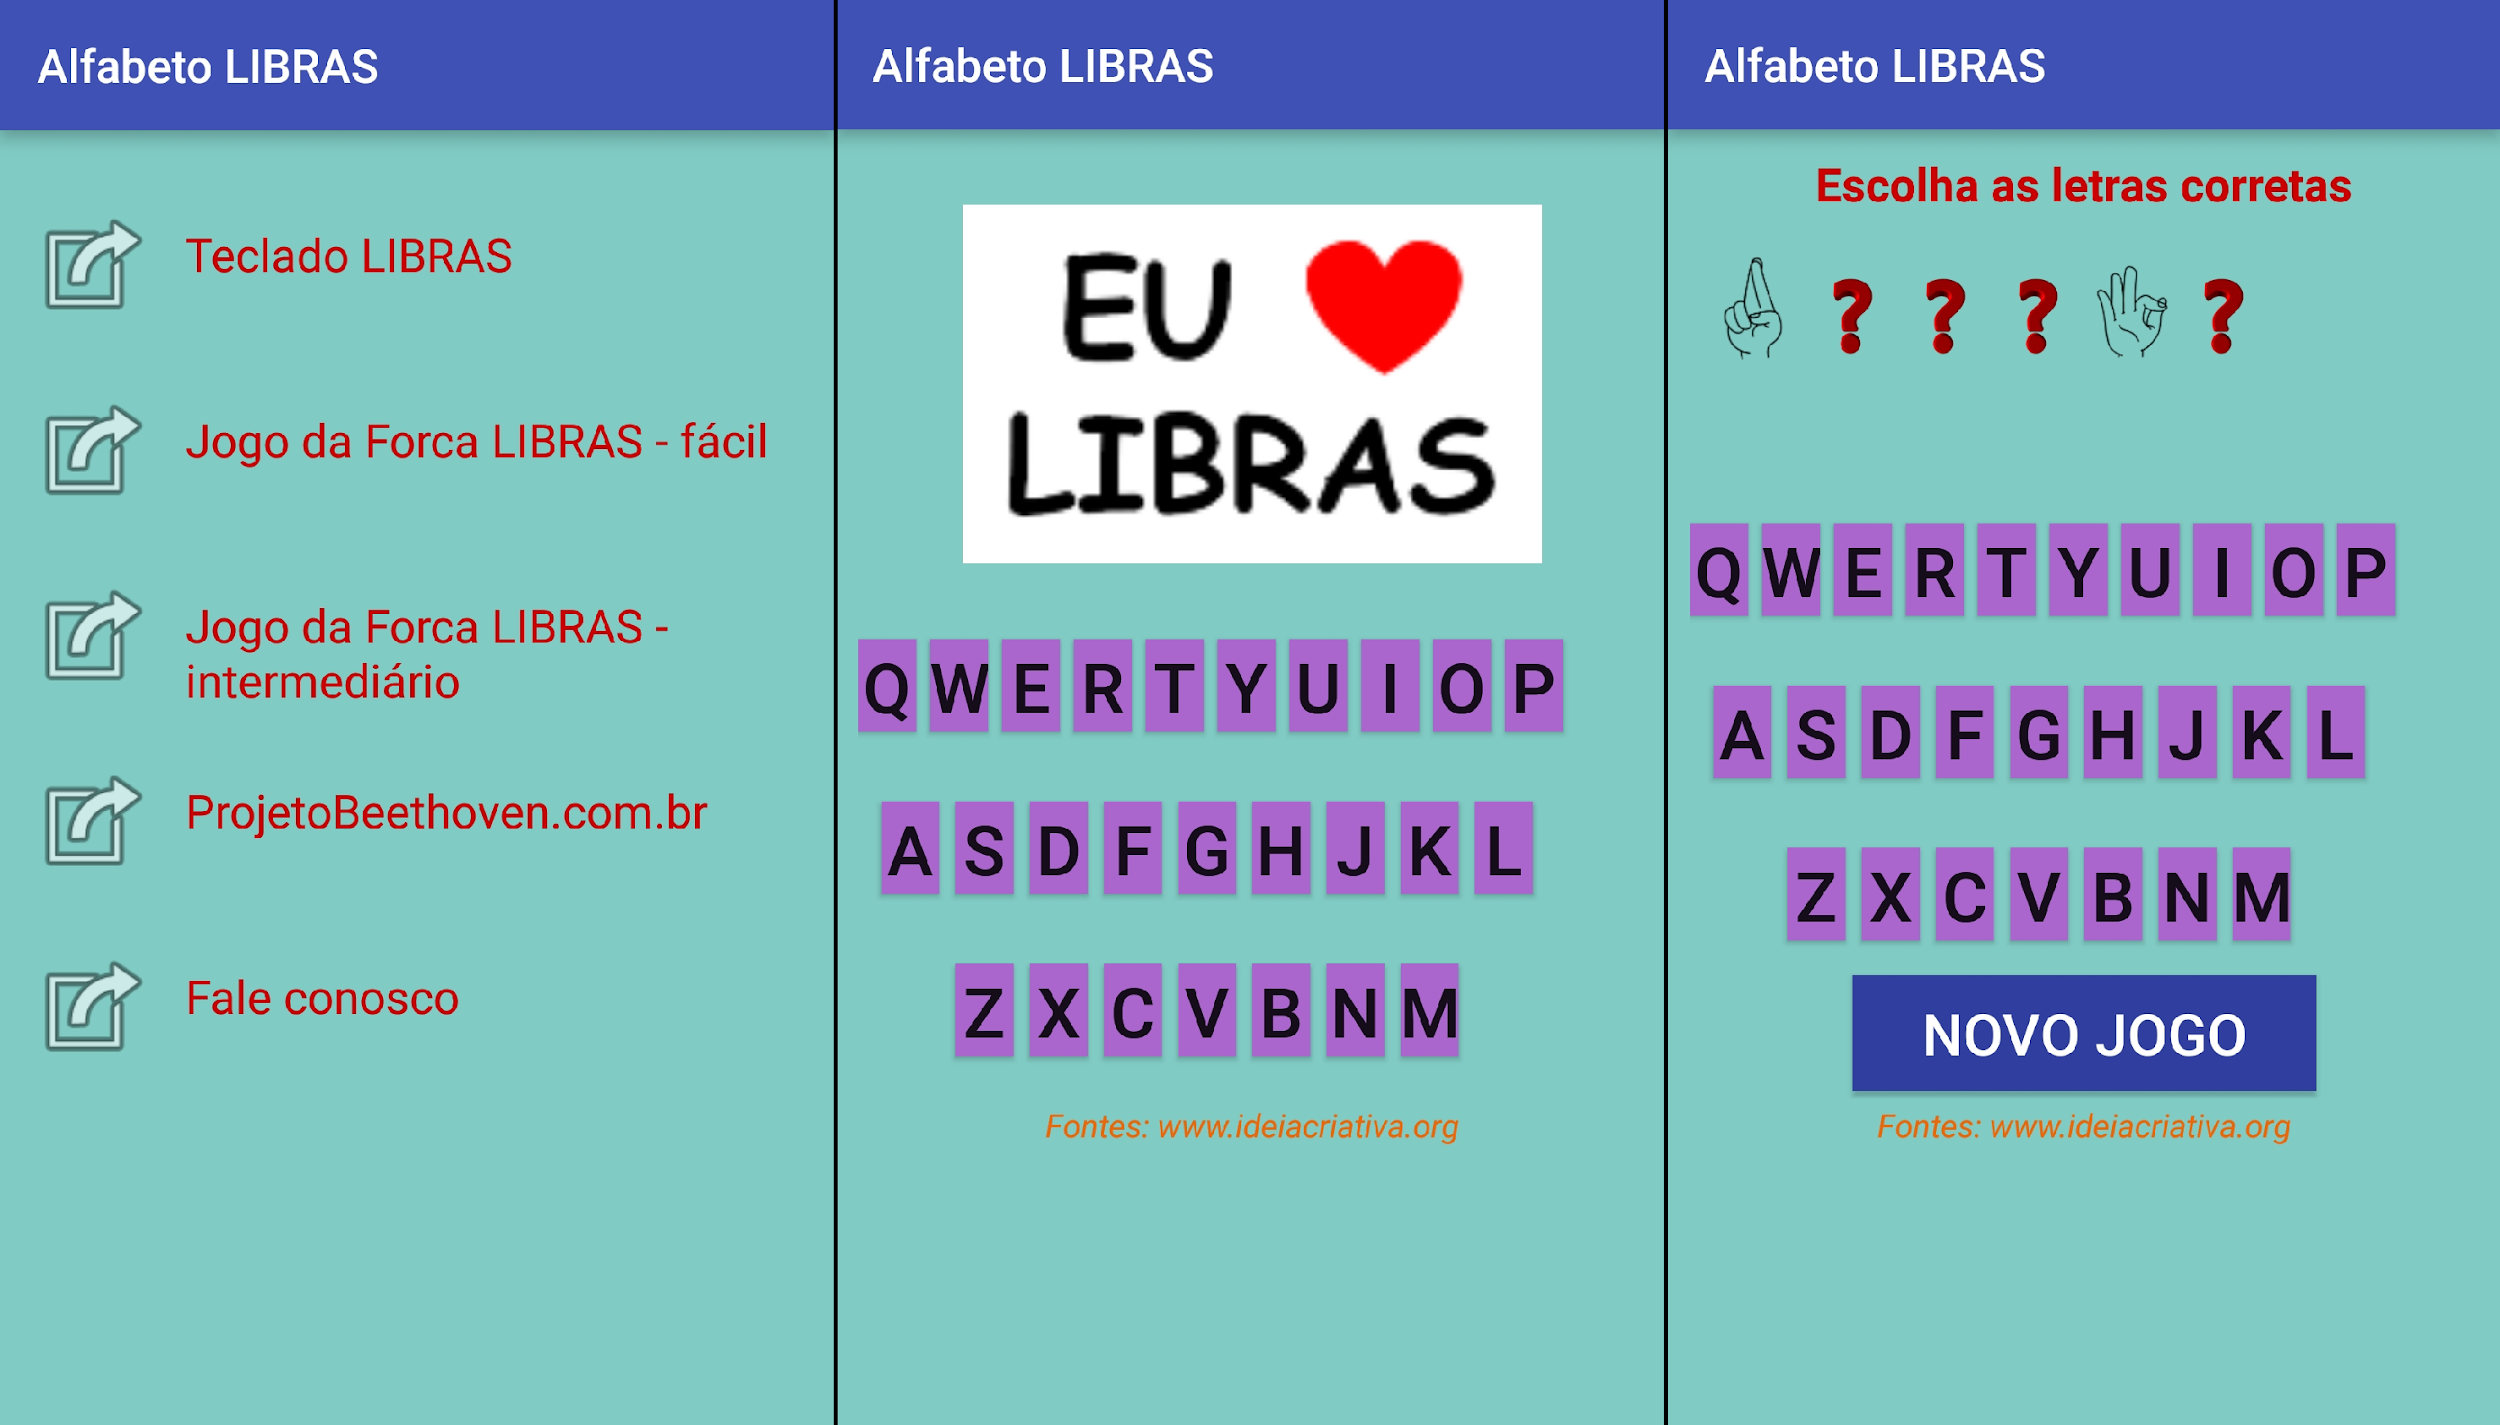 Alfabeto LIBRAS
Teclado LIBRAS
Jogo da Forca LIBRAS - fácil
Jogo da Forca LIBRAS -
intermediário
ProjetoBeethoven.com.br
Fale conosco
Alfabeto LIBRAS
EU
LIBRAS
Q W E R T Y U I O P
A S D F G H J K L
Z X C V B N M
Fontes: www.ideiacriativa.org
Alfabeto LIBRAS
Escolha as letras corretas
? ? ? ?
Q W E R T Y U I O P
A S D F G H J K L
Z X C V B N M
NOVO JOGO
Fontes: www.ideiacriativa.org